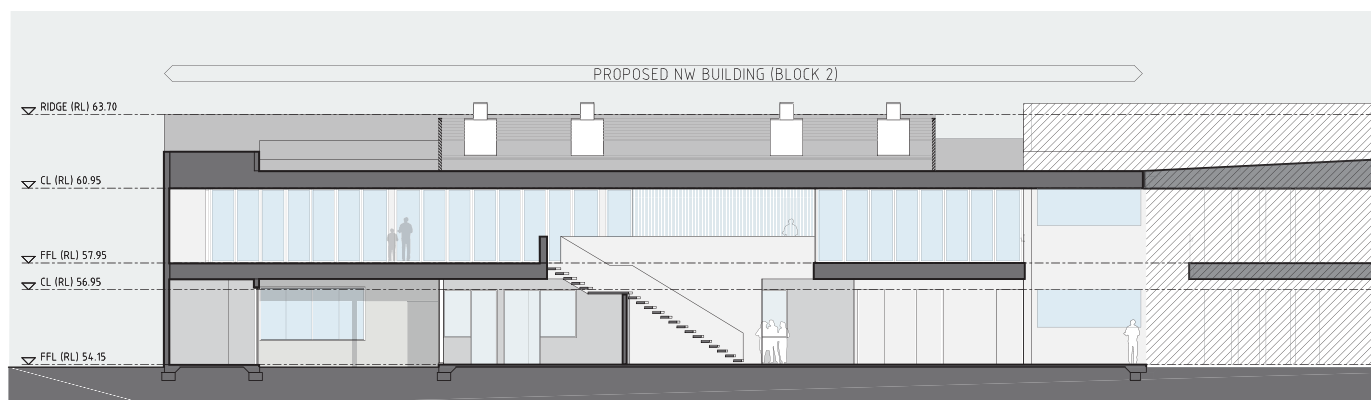 PROPOSED NW BUILDING (BLOCK 2)
RIDGE (RL) 63.70
CL (RL) 60.95
FFL (RL) 57.95
CL (RL) 56.95
FFL (RL) 54.15